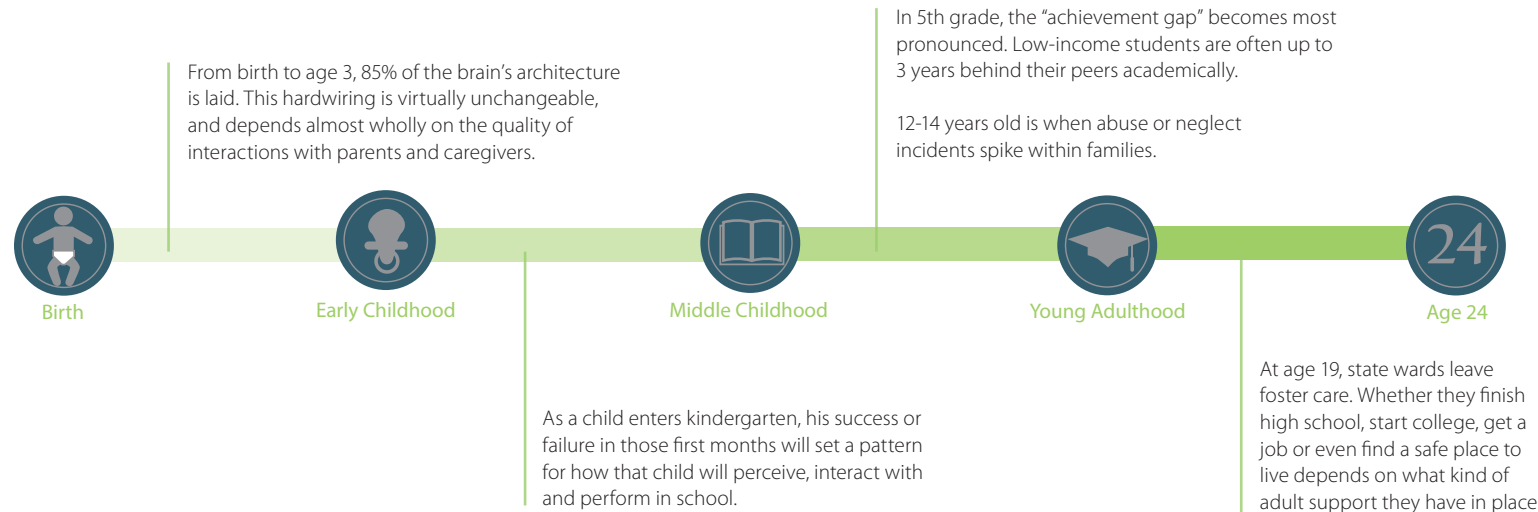 In 5th grade, the “achievement gap” becomes most
pronounced. Low-income students are often up to
3 years behind their peers academically.
12-14 years old is when abuse or neglect
incidents spike within families.
From birth to age 3, 85% of the brain’s architecture
is laid. This hardwiring is virtually unchangeable,
and depends almost wholly on the quality of
interactions with parents and caregivers.
24
Birth
Early Childhood
Middle Childhood
Young Adulthood
Age 24
As a child enters kindergarten, his success or
failure in those first months will set a pattern
for how that child will perceive, interact with
and perform in school.
At age 19, state wards leave
foster care. Whether they finish
high school, start college, get a
job or even find a safe place to
live depends on what kind of
adult support they have in place